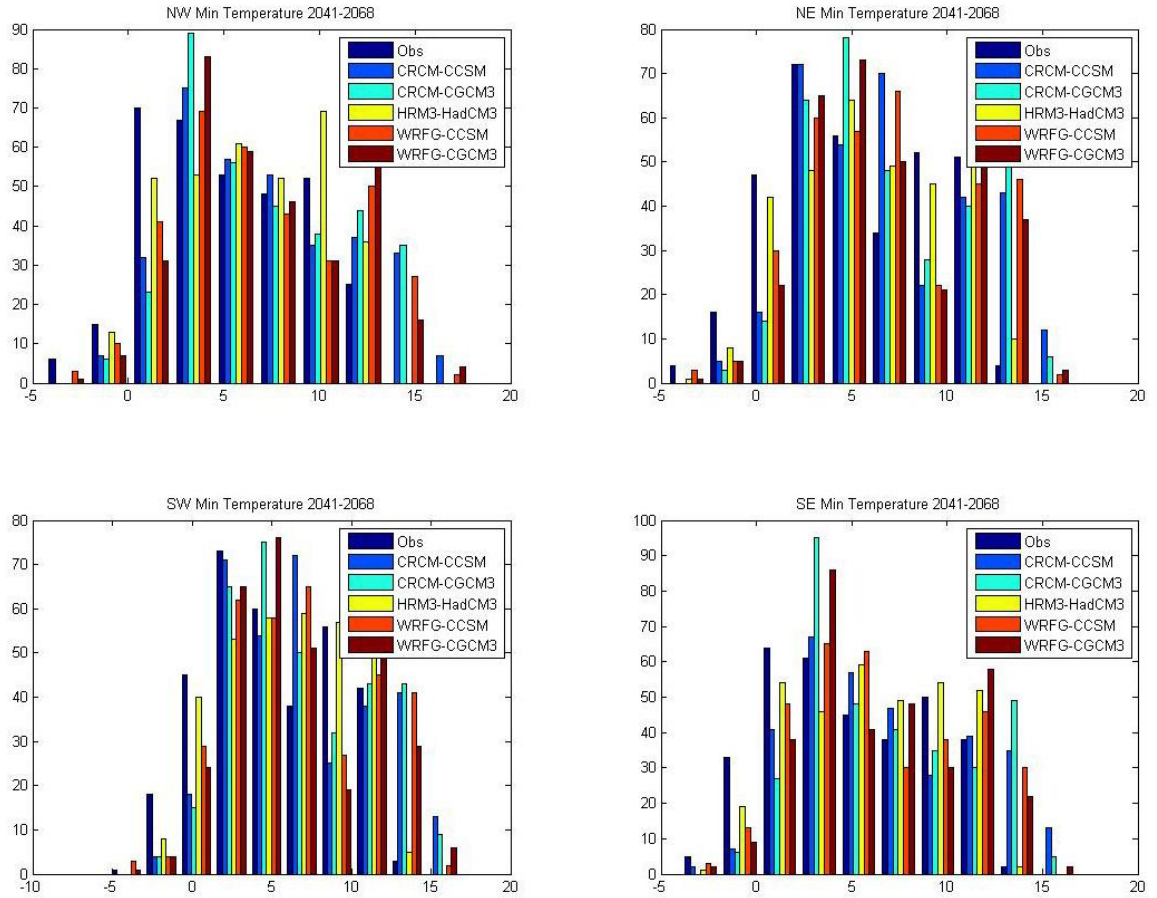 NW Min Temperature 2041-2068
90
80
70
60
50
40
30
20
10
0
-5 0 5 10 15 20
Obs
CRCM-CCSM
CRCM-CGCM3
HRM3-HadCM3
WRFG-CCSM
WRFG-CGCM3
NE Min Temperature 2041-2068
80
70
60
50
40
30
20
10
0
-5 0 5 10 15 20
Obs
CRCM-CCSM
CRCM-CGCM3
HRM3-HadCM3
WRFG-CCSM
WRFG-CGCM3
SW Min Temperature 2041-2068
80
70
60
50
40
30
20
10
0
-10 -5 0 5 10 15 20
Obs
CRCM-CCSM
CRCM-CGCM3
HRM3-HadCM3
WRFG-CCSM
WRFG-CGCM3
SE Min Temperature 2041-2068
100
90
80
70
60
50
40
30
20
10
0
-5 0 5 10 15 20
Obs
CRCM-CCSM
CRCM-CGCM3
HRM3-HadCM3
WRFG-CCSM
WRFG-CGCM3